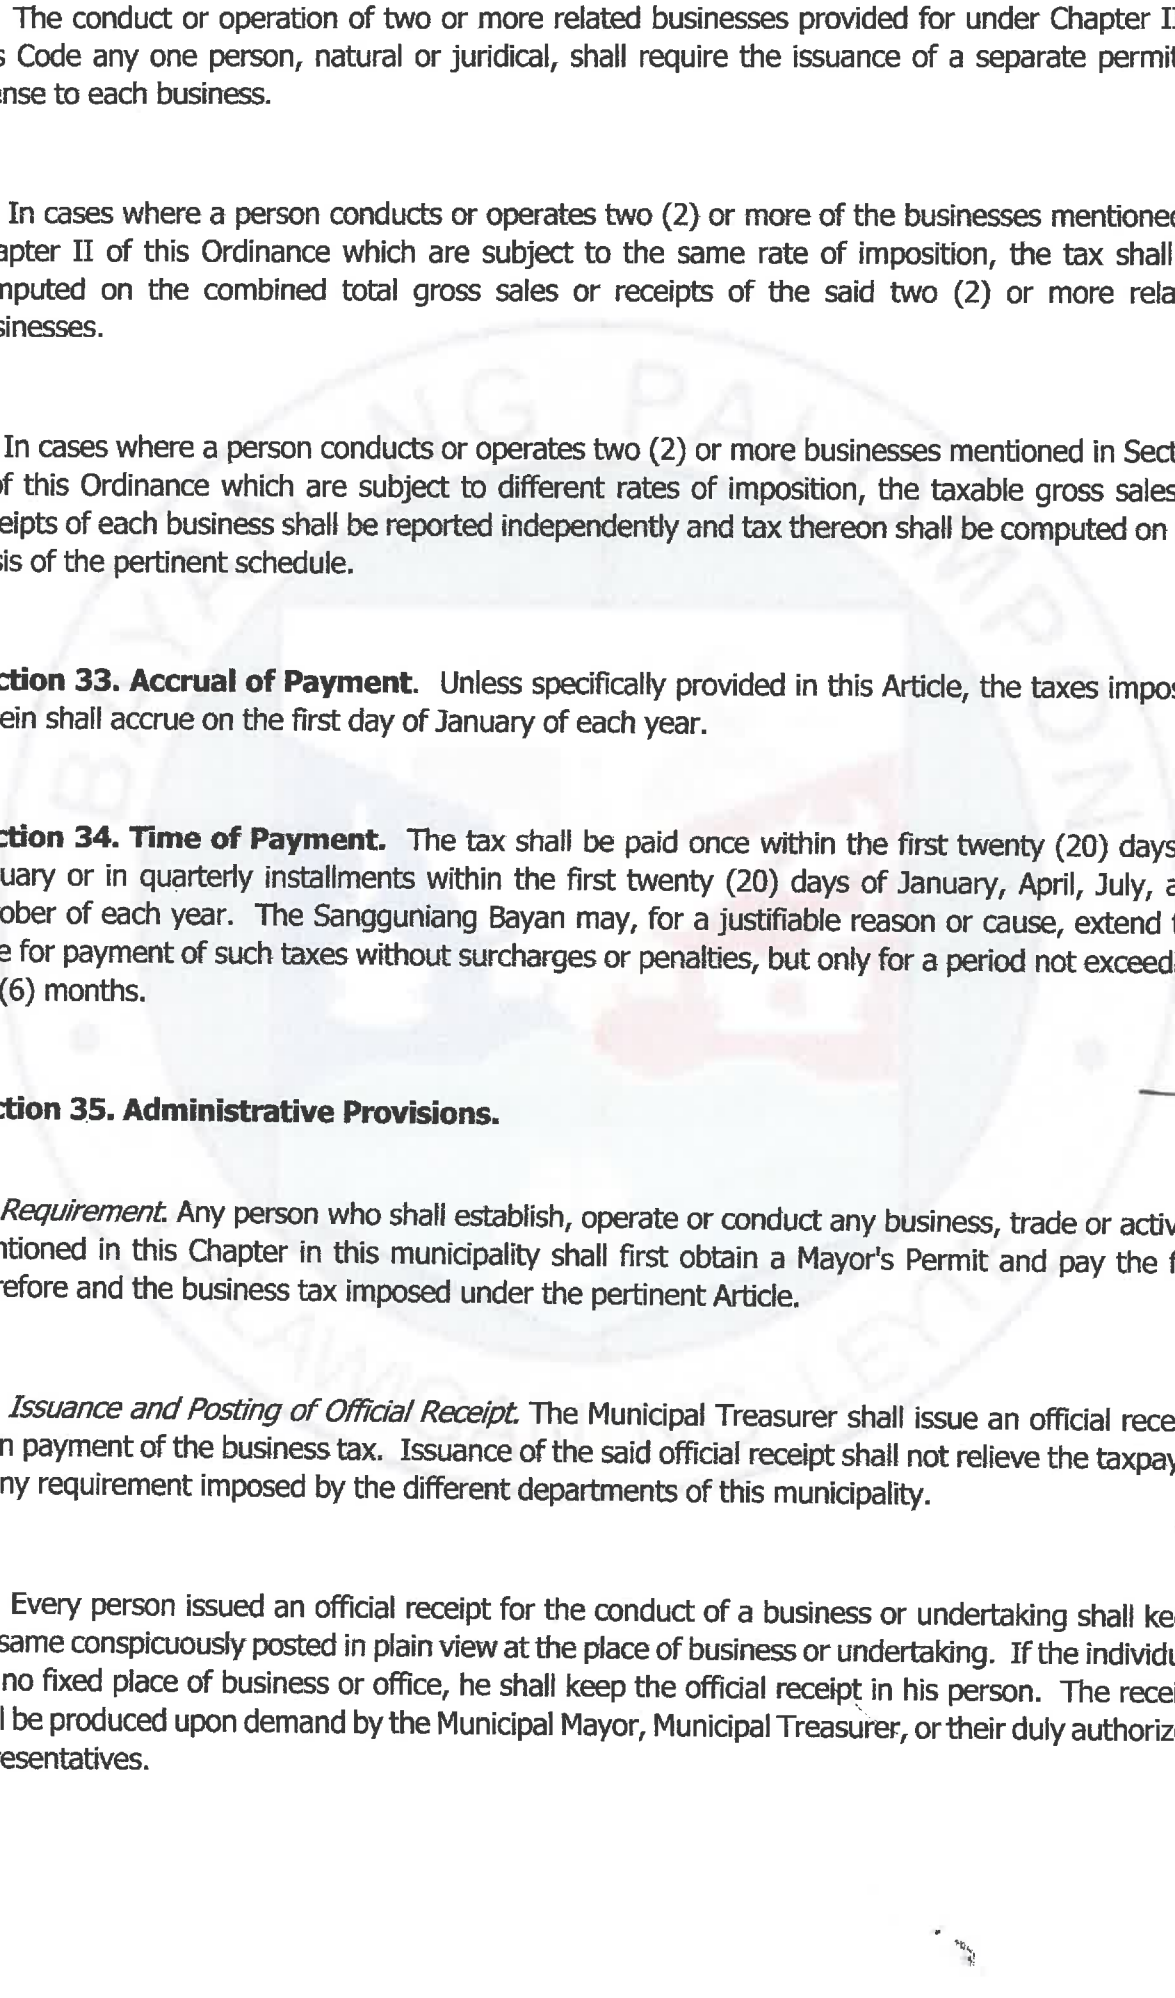 The conduct or operation of two or more related businesses provided for under Chapter I
s Code any one person, natural or juridical, shall require the issuance of a separate permit
nse to each business.
In cases where a person conducts or operates two (2) or more of the businesses mentioned
apter II of this Ordinance which are subject to the same rate of imposition, the tax shall
mputed on the combined total gross sales or receipts of the said two (2) or more rela
sinesses.
In cases where a person conducts or operates two (2) or more businesses mentioned in Sect
of this Ordinance which are subject to different rates of imposition, the taxable gross sales
eipts of each business shall be reported independently and tax thereon shall be computed on
sis of the pertinent schedule.
ction 33. Accrual of Payment. Unless specifically provided in this Article, the taxes impos
ein shall accrue on the first day of January of each year.
ction 34. Time of Payment. The tax shall be paid once within the first twenty (20) days
uary or in quarterly installments within the first twenty (20) days of January, April, July, a
ober of each year. The Sangguniang Bayan may, for a justifiable reason or cause, extend t
e for payment of such taxes without surcharges or penalties, but only for a period not exceed
(6) months.
ction 35. Administrative Provisions.
Requirement. Any person who shall establish, operate or conduct any business, trade or activ
ntioned in this Chapter in this municipality shall first obtain a Mayor's Permit and pay the f
refore and the business tax imposed under the pertinent Article.
Issuance and Posting of Official Receipt. The Municipal Treasurer shall issue an official rece
n payment of the business tax. Issuance of the said official receipt shall not relieve the taxpay
ny requirement imposed by the different departments of this municipality.
Every person issued an official receipt for the conduct of a business or undertaking shall ke
same conspicuously posted in plain view at the place of business or undertaking. If the individu
no fixed place of business or office, he shall keep the official receipt in his person. The recei
l be produced upon demand by the Municipal Mayor, Municipal Treasurer, or their duly authoriz
esentatives.
BAYAN NG PALOMPON
LALAWIGAN NG LEYTE